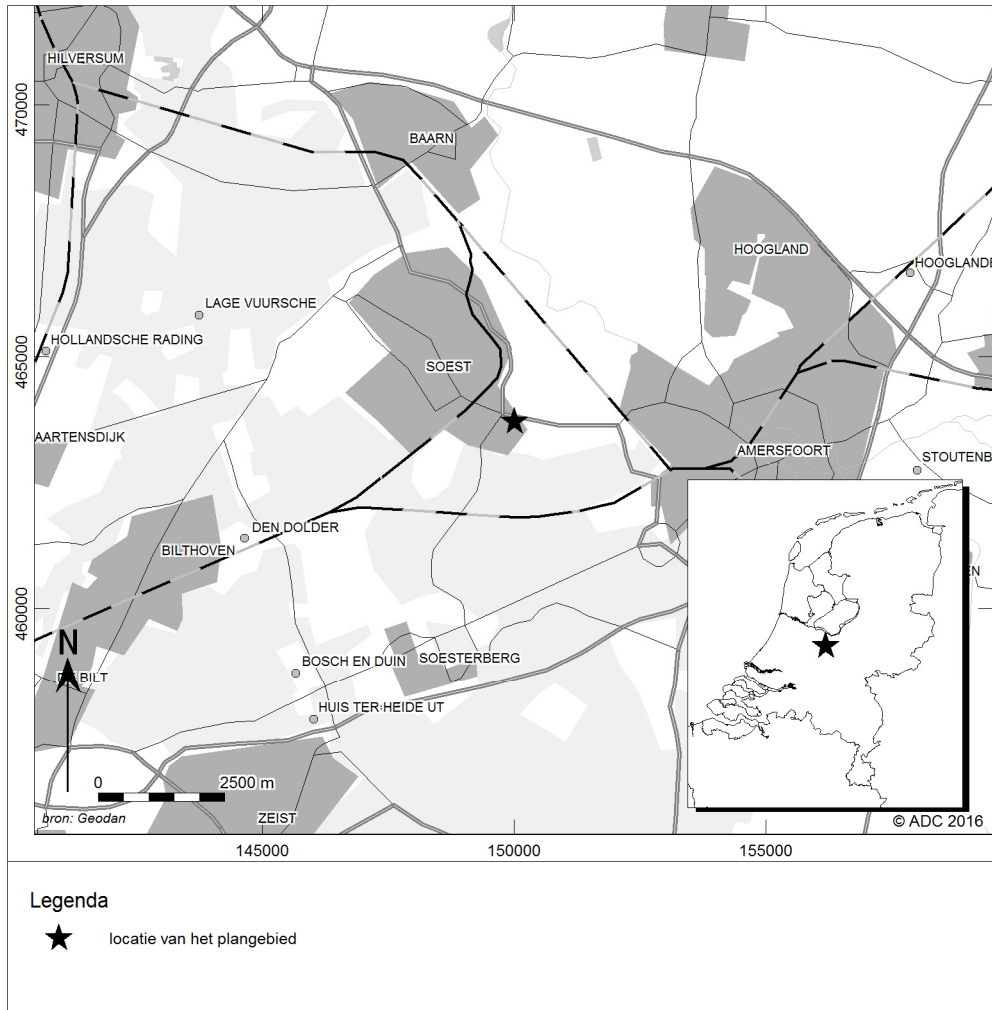 HILVERSUM
470000
BAARN
HOOGLAND
HOOGLANDE
LAGE VUURSCHE
HOLLANDSCHE RADING
465000
SOEST
AARTENSDIJK
AMERSFOORT
STOUTENB
DEN DOLDER
BILTHOVEN
EN
460000
N
BOSCH EN DUIN
SOESTERBERG
HUIS TER HEIDE UT
0
2500 m
bron: Geodan
ZEIST
© ADC 2016
145000
150000
155000
Legenda
locatie van het plangebied